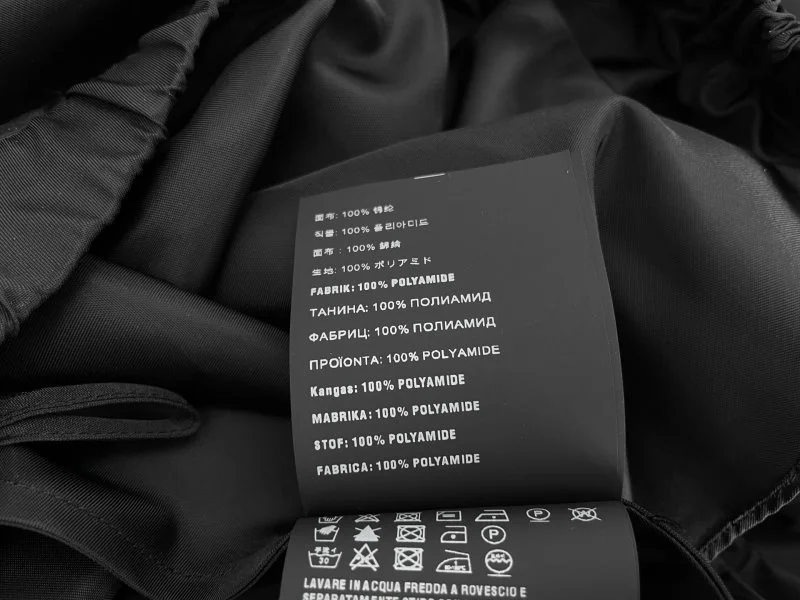 面布: 100% 锦纶
직물: 100% 폴리아미드
面布 : 100% 錦綸
生地: 100% ポリアミド
FABRIK: 100% POLYAMIDE
ТАНИНА: 100% ПОЛИАМИД
ФАБРИЦ: 100% ПОЛИАМИД
ΠΡΟΪΟΝΤΑ: 100% POLYAMIDE
Kangas: 100% POLYAMIDE
MABRIKA: 100% POLYAMIDE
STOF: 100% POLYAMIDE
FABRICA: 100% POLYAMIDE
P
P
30
LAVARE IN ACQUA FREDDA A ROVESCIO E
SEPARATAMENTE